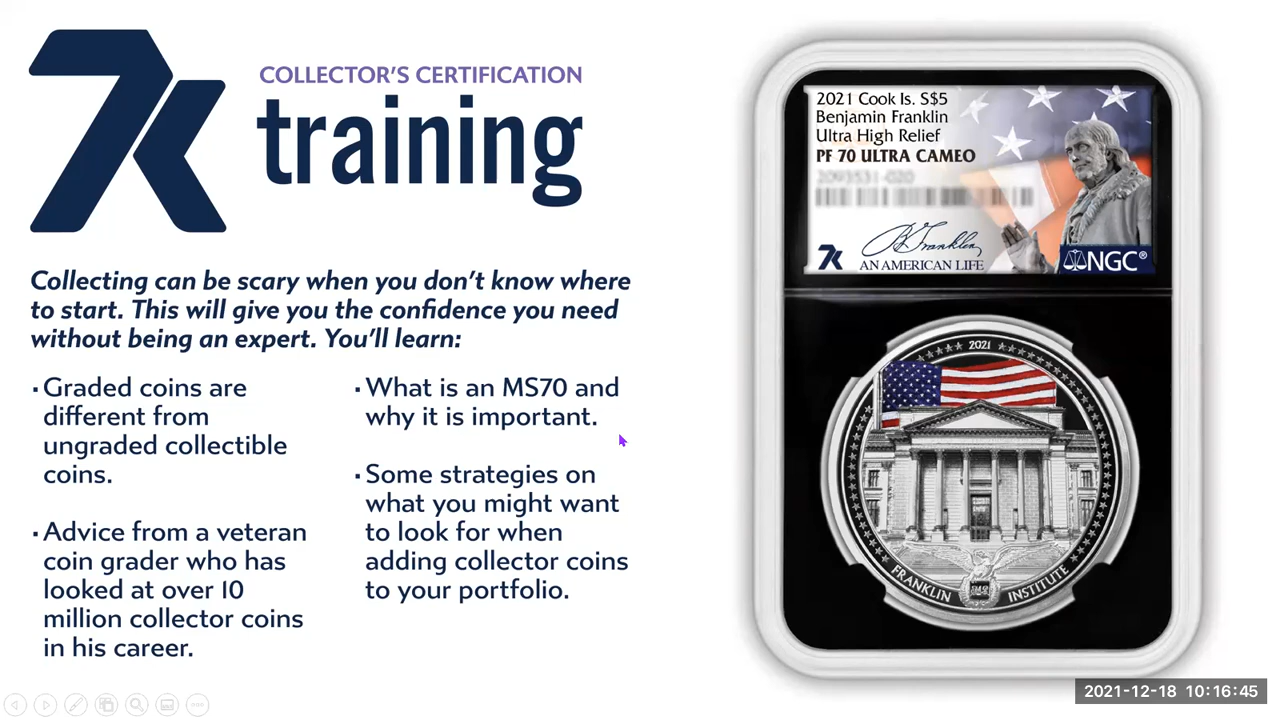 7k
COLLECTOR'S CERTIFICATION
training
Collecting can be scary when you don't know where
to start. This will give you the confidence you need
without being an expert. You'll learn:
· Graded coins are
different from
ungraded collectible
coins.
· Advice from a veteran
coin grader who has
looked at over 10
million collector coins
in his career.
· What is an MS70 and
why it is important.
· Some strategies on
what you might want
to look for when
adding collector coins
to your portfolio.
2021 Cook Is. S$5
Benjamin Franklin
Ultra High Relief
PF 70 ULTRA CAMEO
B Franklin
7k
AN AMERICAN LIFE
NGC®
2021
FRANKLIN INSTITUTE
2021-12-18 10:16:45